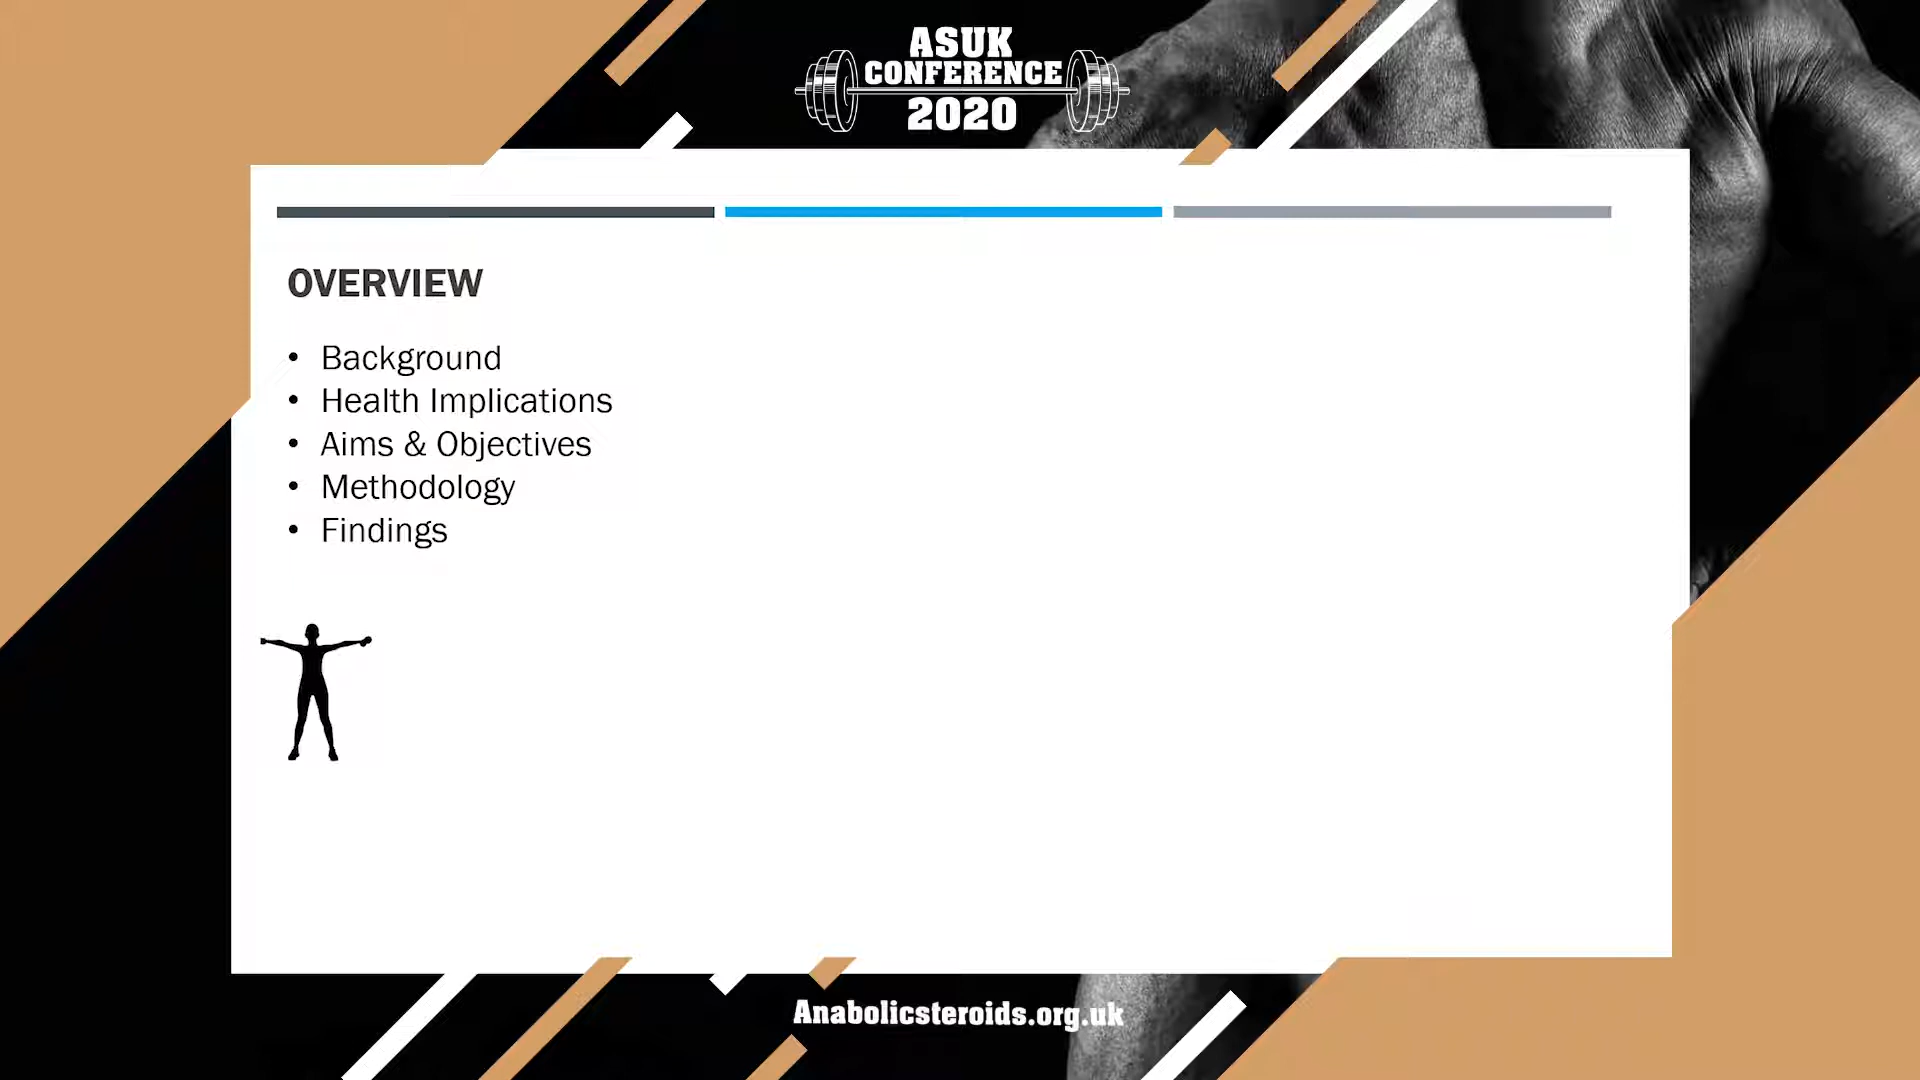 ASUK
CONFERENCE
2020
OVERVIEW
• Background
• Health Implications
• Aims & Objectives
• Methodology
• Findings
Anabolicsteroids.org.uk